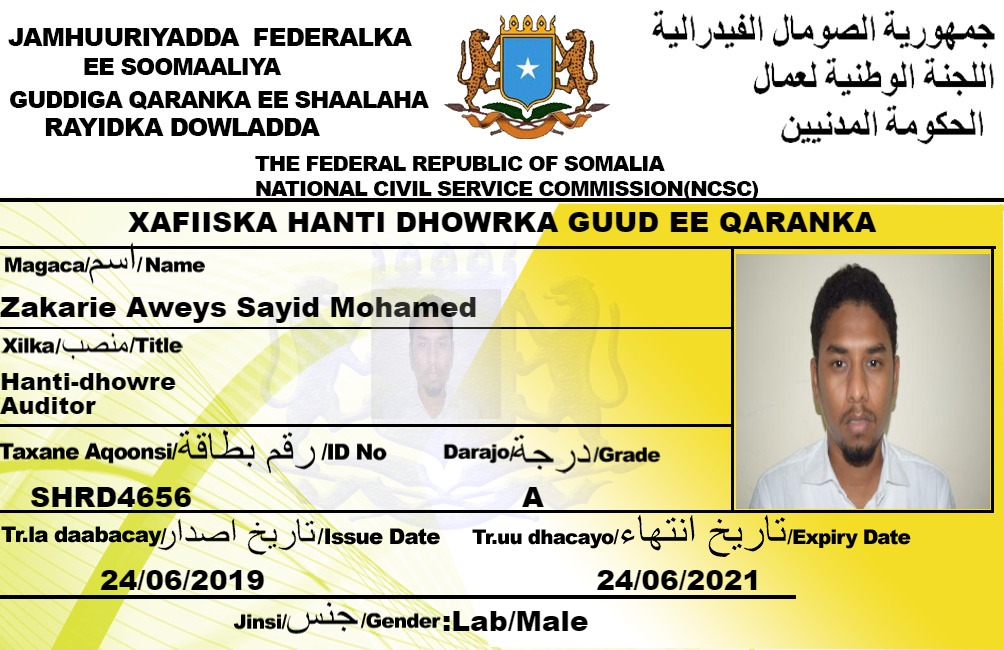 JAMHUURIYADDA FEDERALKA
EE SOOMAALIYA
GUDDIGA QARANKA EE SHAALAHA
RAYIDKA DOWLADDA
جمهورية الصومال الفيدرالية
اللجنة الوطنية لعمال
الحكومة المدنيين
THE FEDERAL REPUBLIC OF SOMALIA
NATIONAL CIVIL SERVICE COMMISSION(NCSC)
XAFIISKA HANTI DHOWRKA GUUD EE QARANKA
Magaca/اسم/Name
Zakarie Aweys Sayid Mohamed
Xilka/منصب/Title
Hanti-dhowre
Auditor
Taxane Aqoonsi/رقم بطاقة/ID No Darajo/درجة/Grade
SHRD4656 A
Tr.la daabacay/تاريخ اصدار/Issue Date Tr.uu dhacayo/تاريخ انتهاء/Expiry Date
24/06/2019 24/06/2021
Jinsi/جنس/Gender:Lab/Male